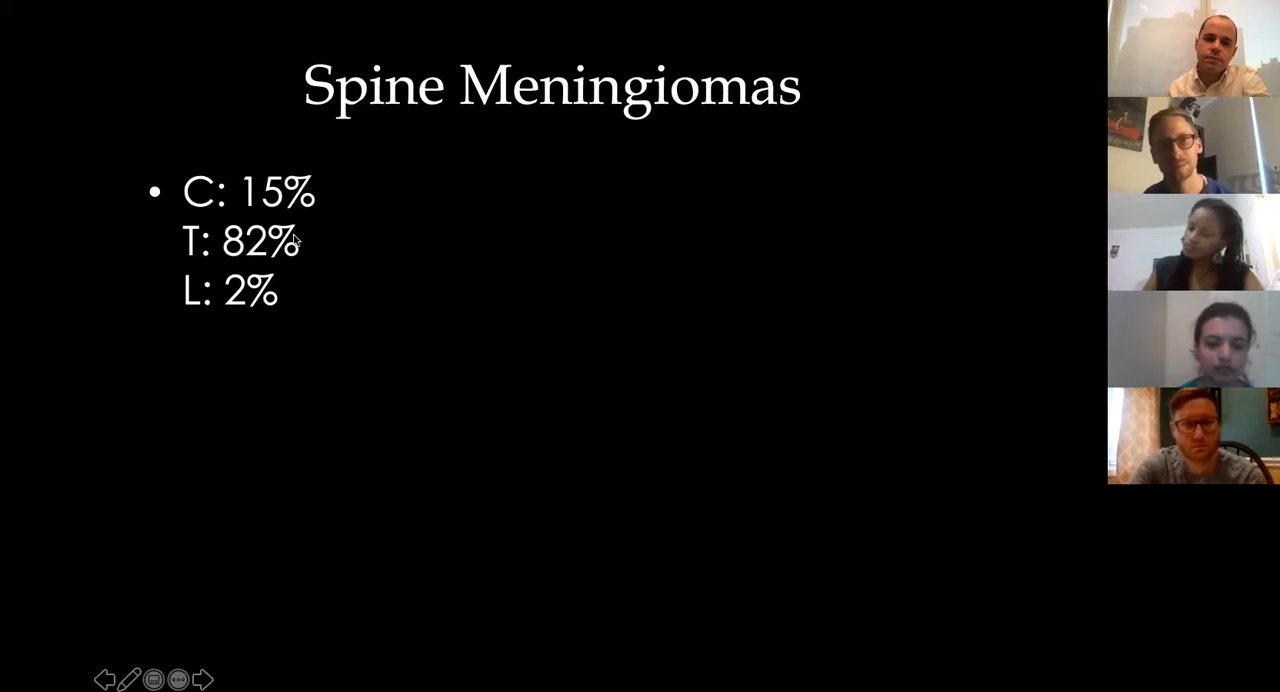 Spine Meningiomas
• C: 15%
T: 82%
L: 2%